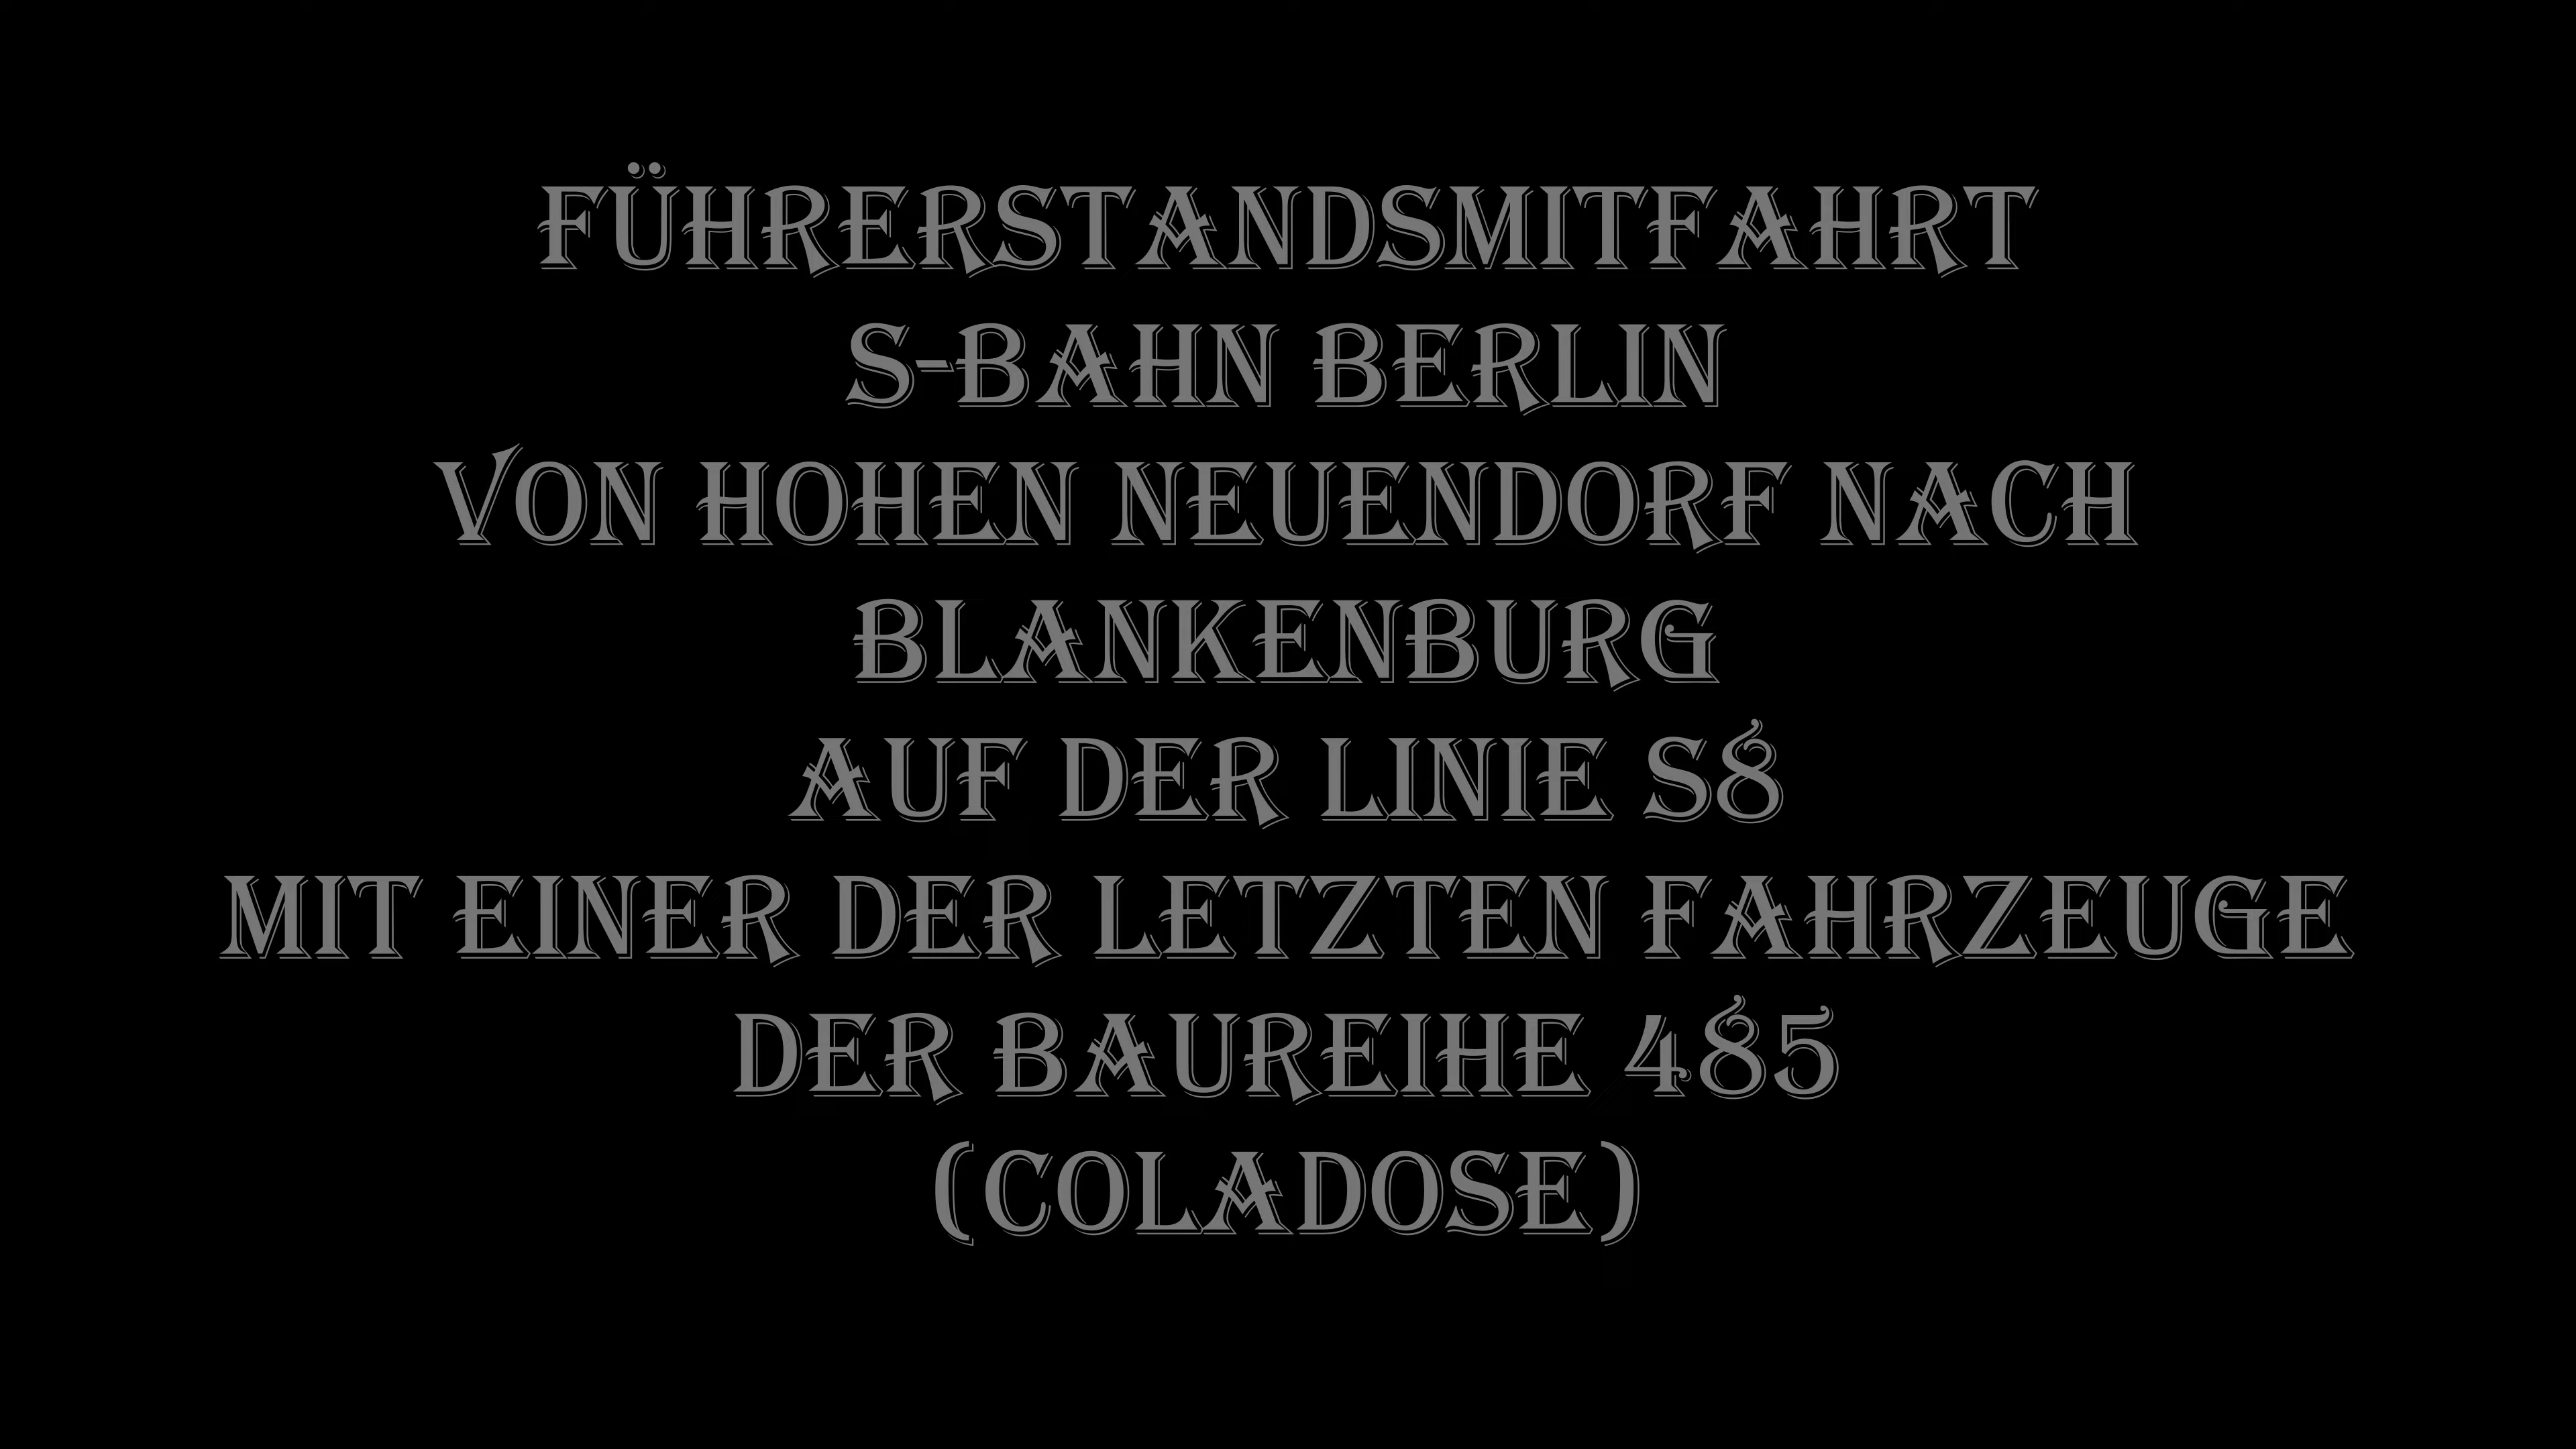 FÜHRERSTANDSMITFAHRT
S-BAHN BERLIN
VON HOHEN NEUENDORF NACH
BLANKENBURG
AUF DER LINIE S8
MIT EINER DER LETZTEN FAHRZEUGE
DER BAUREIHE 485
(COLADOSE)